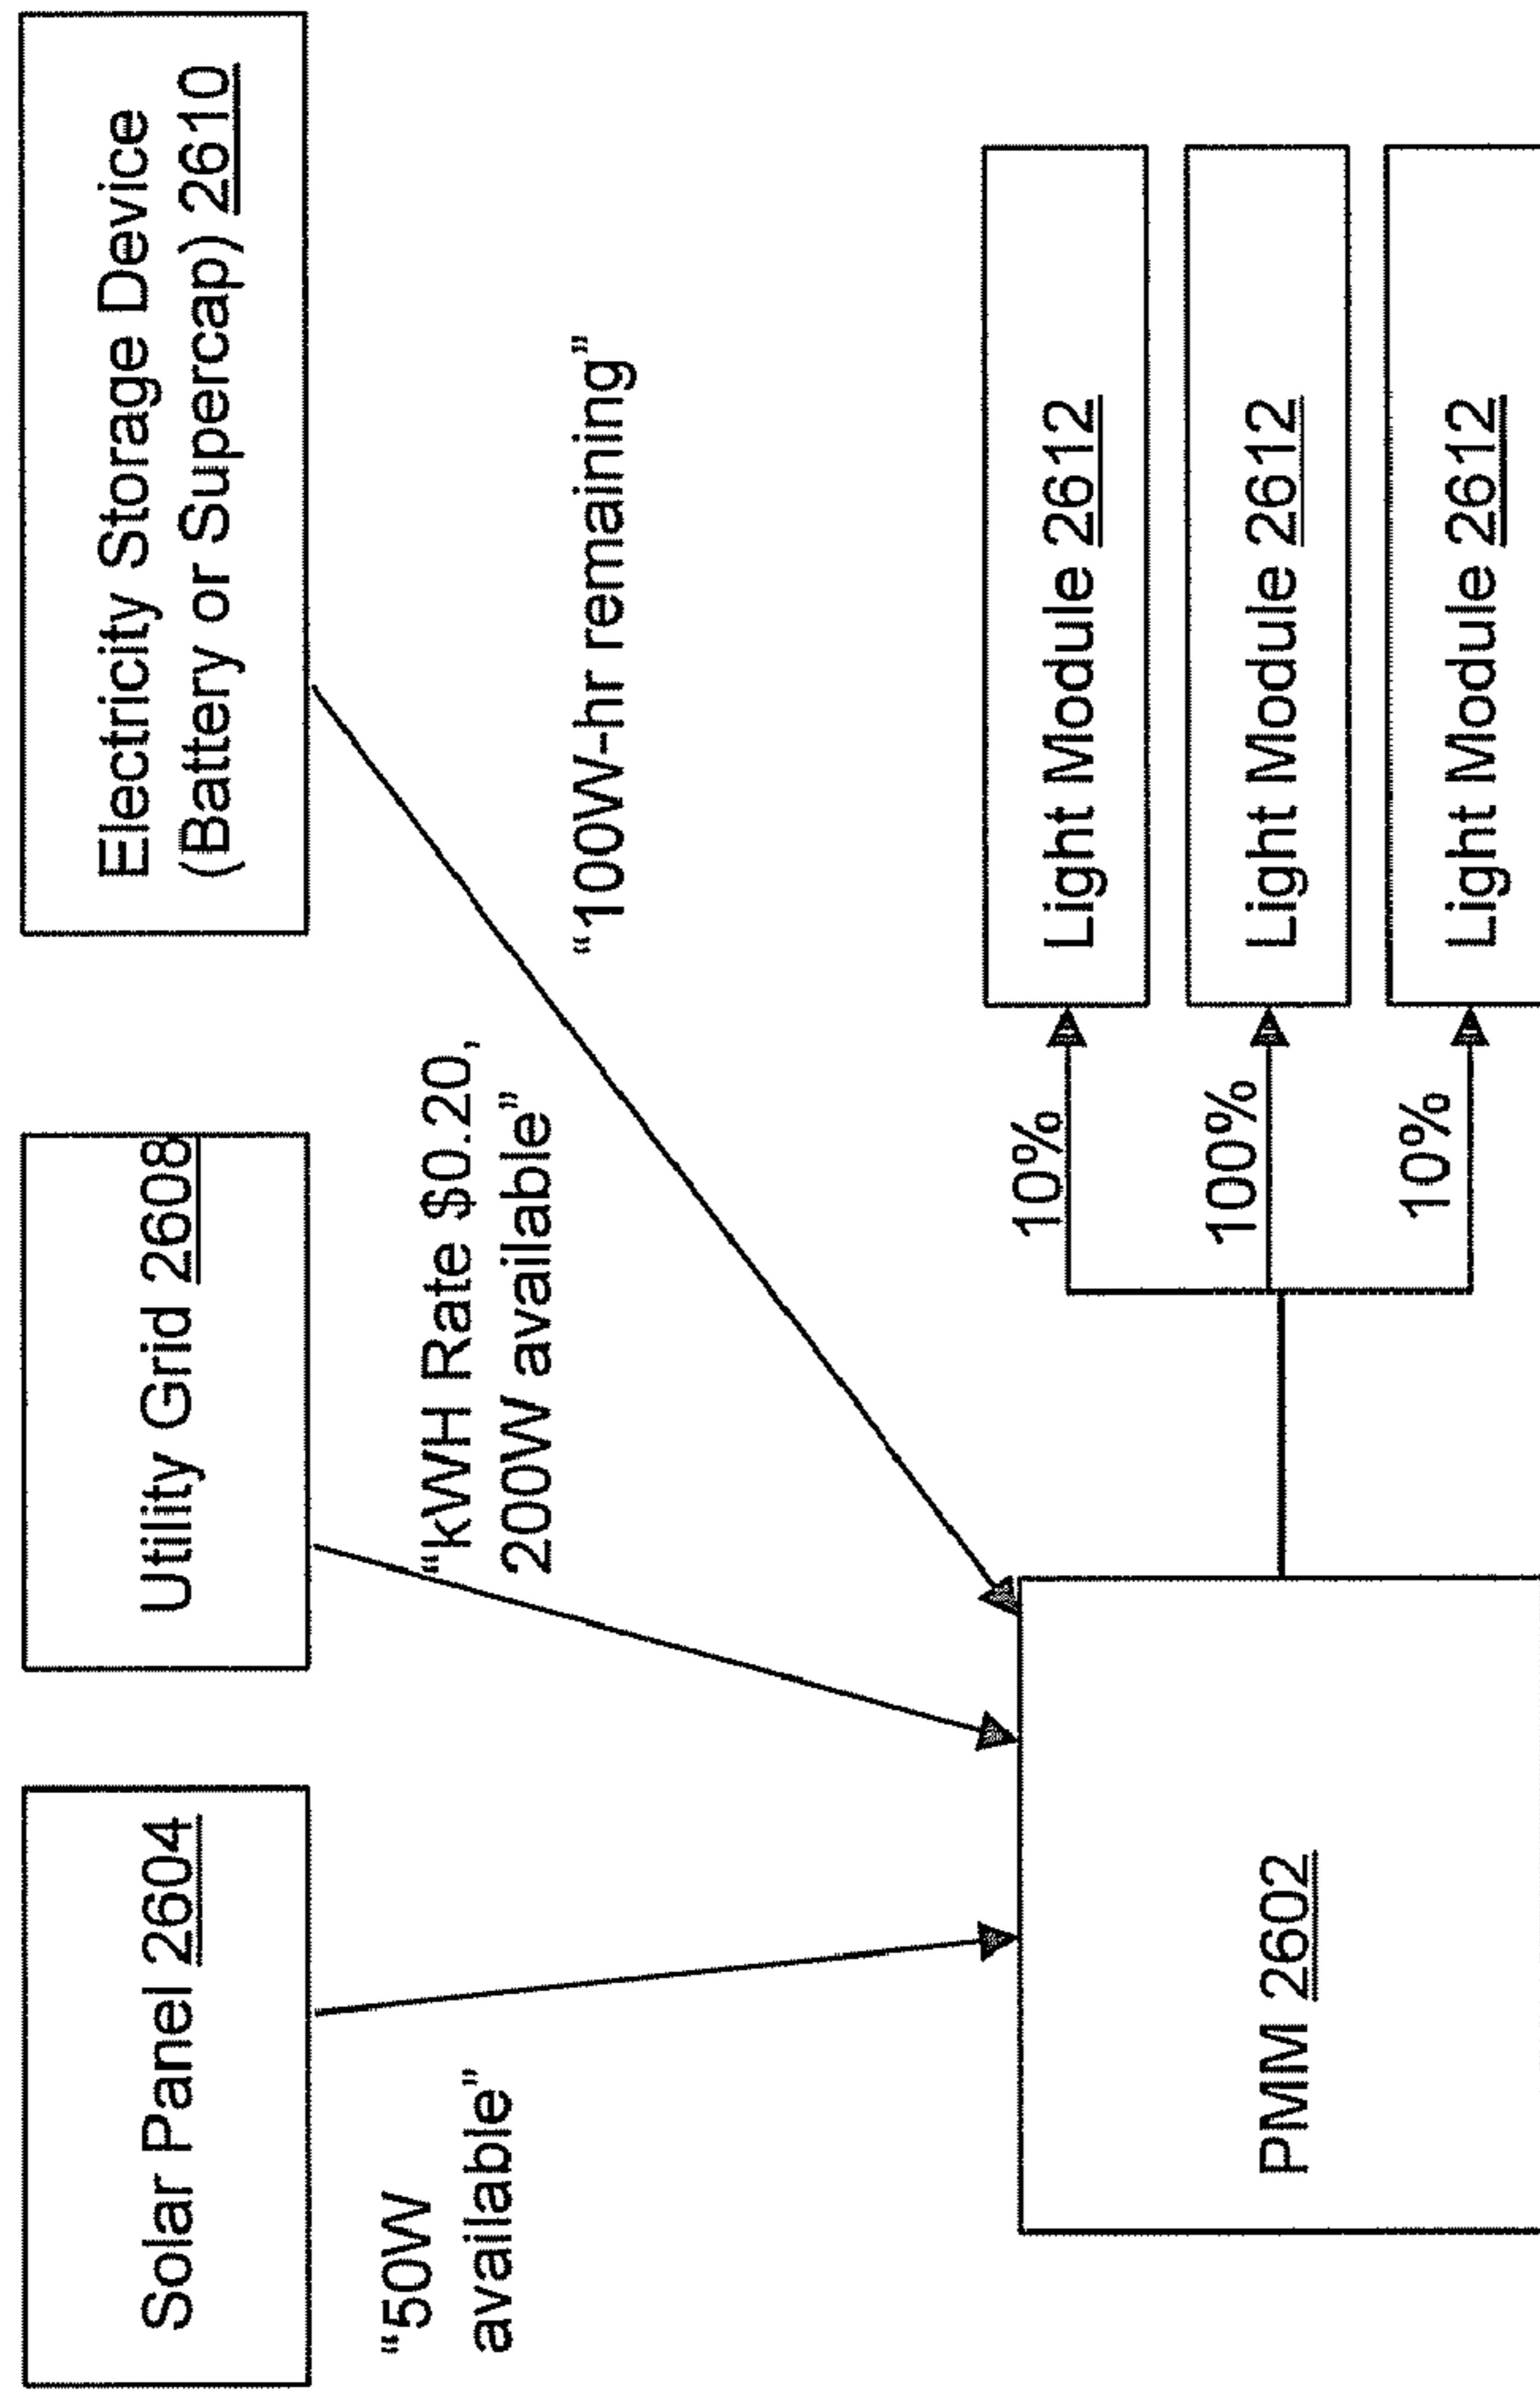 Solar Panel 2604
Utility Grid 2608
Electricity Storage Device
(Battery or Supercap) 2610
“50W
available”
“kWH Rate $0.20,
200W available”
“100W-hr remaining”
PMM 2602
10%
Light Module 2612
100%
Light Module 2612
10%
Light Module 2612